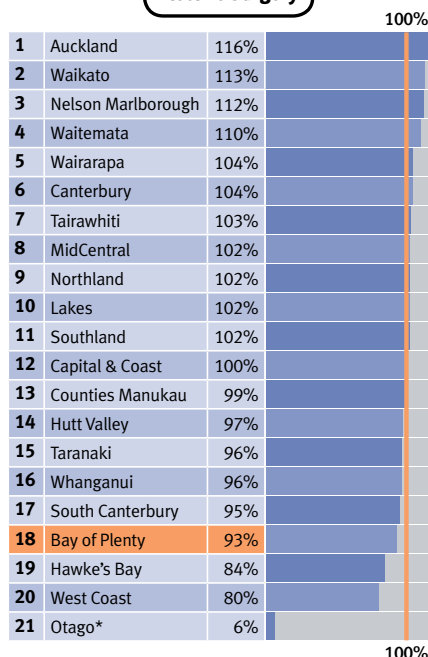 Surgery
100%
1 Auckland 116%
2 Waikato 113%
3 Nelson Marlborough 112%
4 Waitemata 110%
5 Wairarapa 104%
6 Canterbury 104%
7 Tairawhiti 103%
8 MidCentral 102%
9 Northland 102%
10 Lakes 102%
11 Southland 102%
12 Capital & Coast 100%
13 Counties Manukau 99%
14 Hutt Valley 97%
15 Taranaki 96%
16 Whanganui 96%
17 South Canterbury 95%
18 Bay of Plenty 93%
19 Hawke's Bay 84%
20 West Coast 80%
21 Otago* 6%
100%